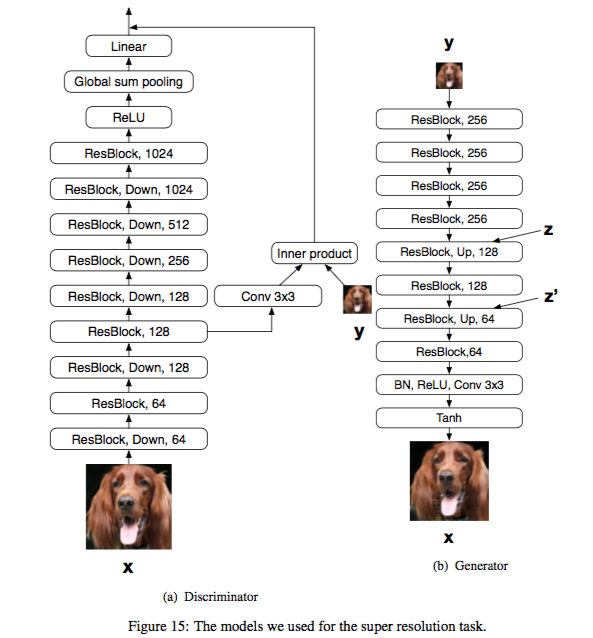 Linear
Global sum pooling
ReLU
ResBlock, 1024
ResBlock, Down, 1024
ResBlock, Down, 512
ResBlock, Down, 256
ResBlock, Down, 128
ResBlock, 128
ResBlock, Down, 128
ResBlock, 64
ResBlock, Down, 64
x
Inner product
Conv 3x3
y
(a) Discriminator
y
ResBlock, 256
ResBlock, 256
ResBlock, 256
ResBlock, 256
z
ResBlock, Up, 128
ResBlock, 128
z'
ResBlock, Up, 64
ResBlock,64
BN, ReLU, Conv 3x3
Tanh
x
(b) Generator
Figure 15: The models we used for the super resolution task.